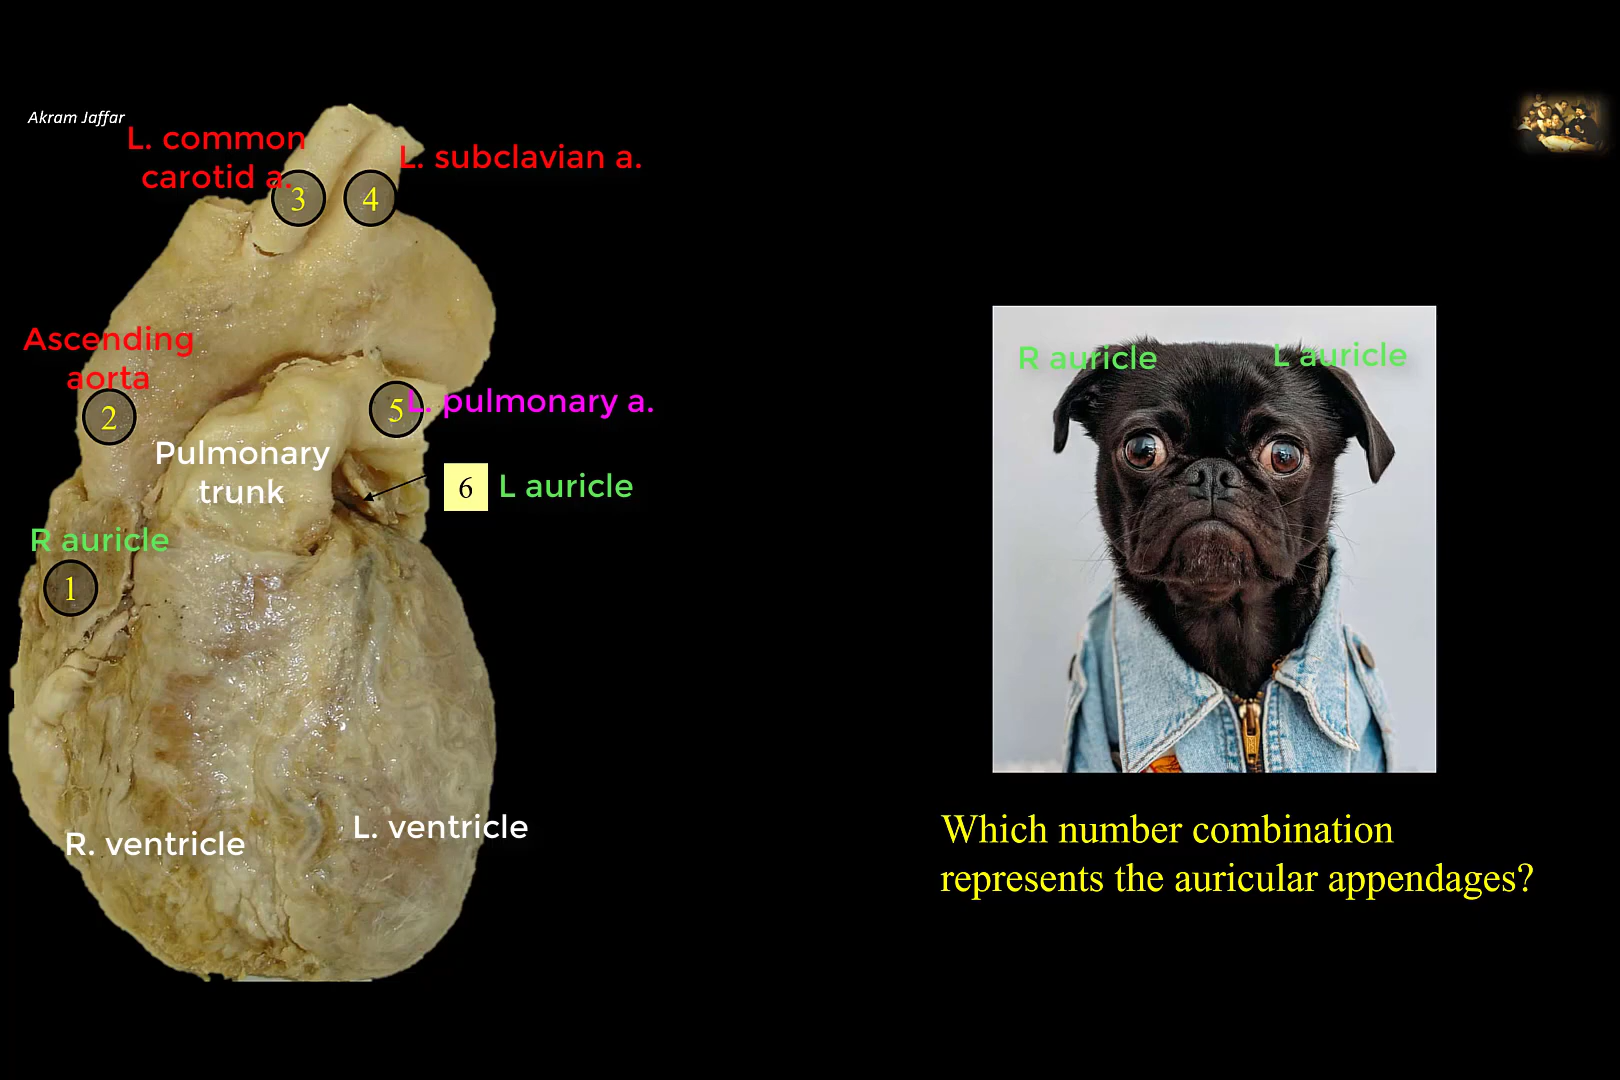 Akram Jaffar
L. common
carotid a.
L. subclavian a.
3
4
Ascending
aorta
2
5
L. pulmonary a.
Pulmonary
trunk
6
L auricle
R auricle
1
R. ventricle
L. ventricle
R auricle
L auricle
Which number combination
represents the auricular appendages?